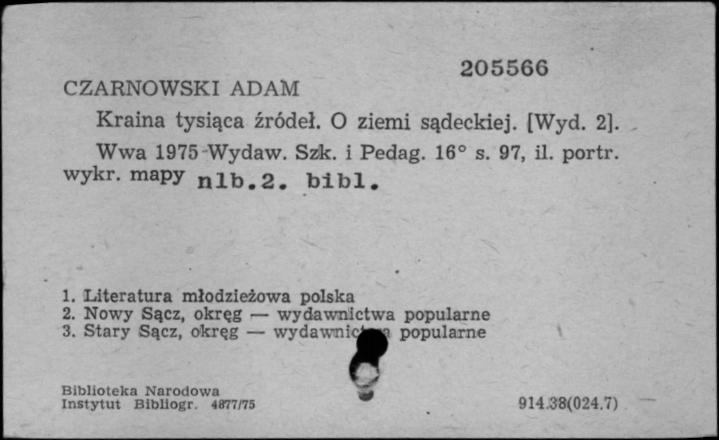 205566
CZARNOWSKI ADAM
Kraina tysiąca źródeł. O ziemi sądeckiej. [Wyd. 2].
Wwa 1975 Wydaw. Szk. i Pedag. 16° s. 97, il. portr.
wykr. mapy nlb.2. bibl.
1. Literatura młodzieżowa polska
2. Nowy Sącz, okręg — wydawnictwa popularne
3. Stary Sącz, okręg — popularne
Biblioteka Narodowa
Instytut Bibliogr. 4877/75
914.38(024.7)